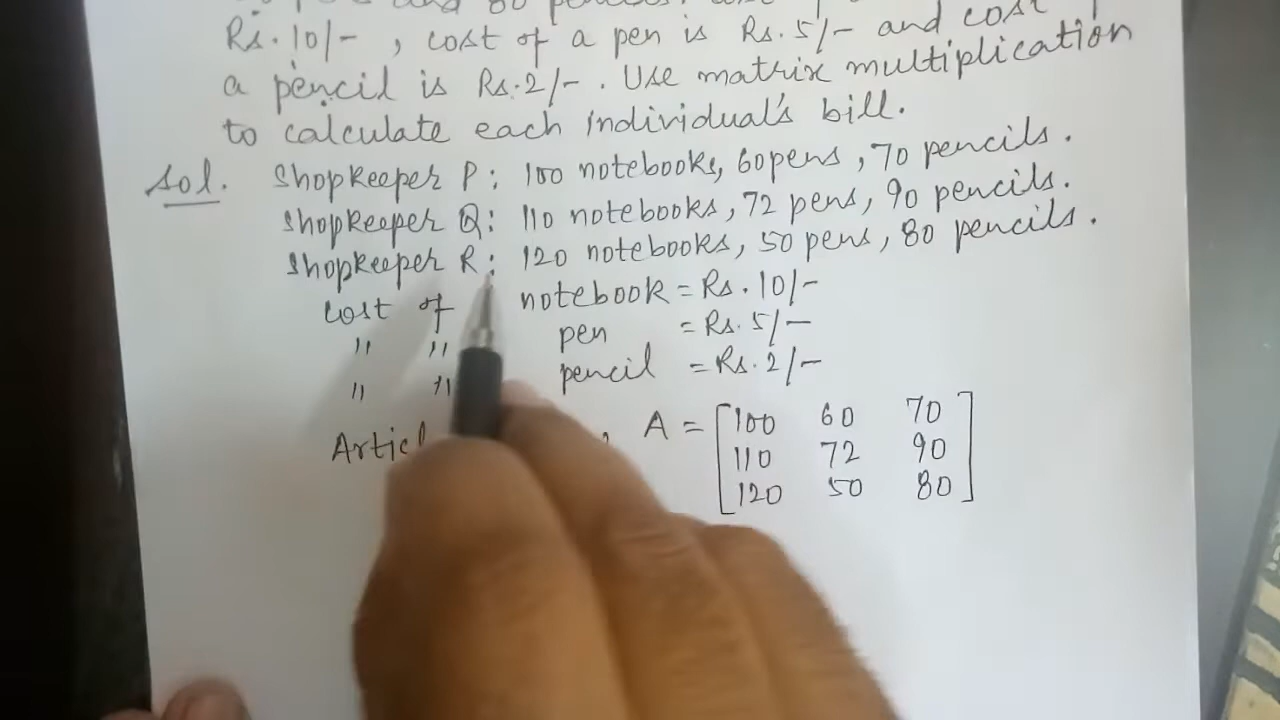 and 80
Rs. 10/- , cost of a pen is Rs. 5/- and cost
a pencil is Rs. 2/- . Use matrix multiplication
to calculate each individual's bill.
Sol. Shopkeeper P: 100 notebooks, 60 pens, 70 pencils.
Shopkeeper Q: 110 notebooks, 72 pens, 90 pencils.
Shopkeeper R: 120 notebooks, 50 pens, 80 pencils.
Cost of notebook = Rs. 10/-
" " pen = Rs. 5/-
" " pencil = Rs. 2/-
A = [100 60 70
110 72 90
120 50 80]